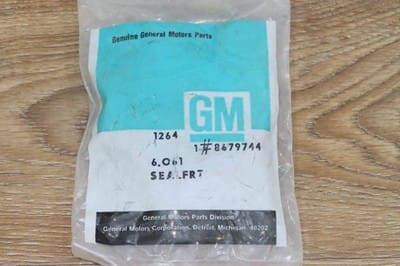 Genuine General Motors Parts
GM
1264
1#8679744
6.061
SEALFRT
General Motors Parts Division
General Motors Corporation, Detroit, Michigan 48202